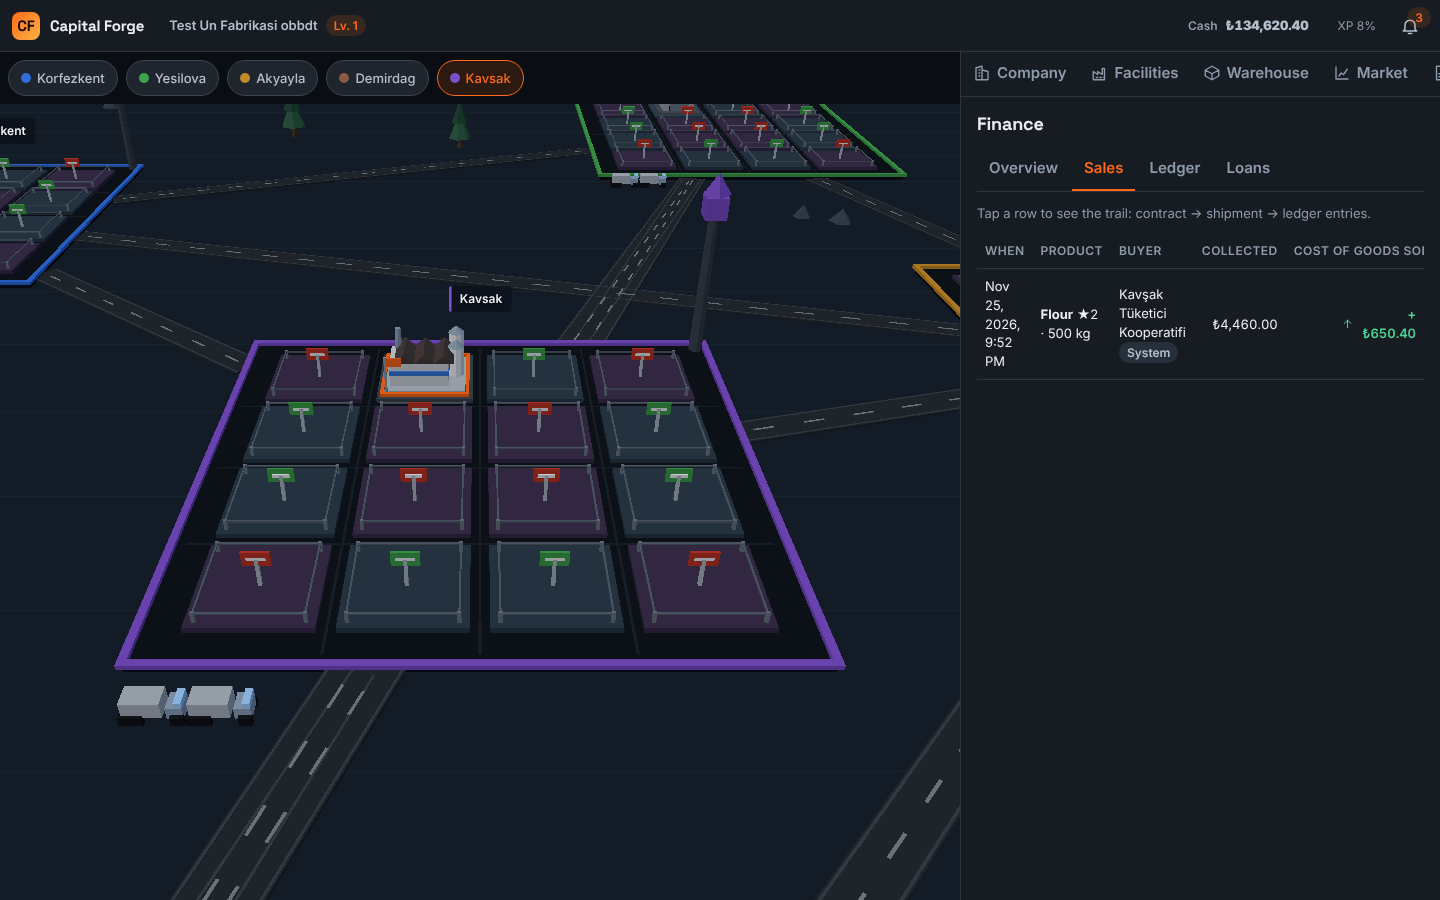 CF Capital Forge Test Un Fabrikasi obbdt Lv. 1 Cash ₺134,620.40 XP 8% 3
Korfezkent Yesilova Akyayla Demirdag Kavsak
Company Facilities Warehouse Market
kent
Kavsak
Finance
Overview Sales Ledger Loans
Tap a row to see the trail: contract → shipment → ledger entries.
WHEN PRODUCT BUYER COLLECTED COST OF GOODS SOL
Nov
25,
2026,
9:52
PM
Flour ★2
· 500 kg
Kavşak
Tüketici
Kooperatifi
System
₺4,460.00
↑ +
₺650.40